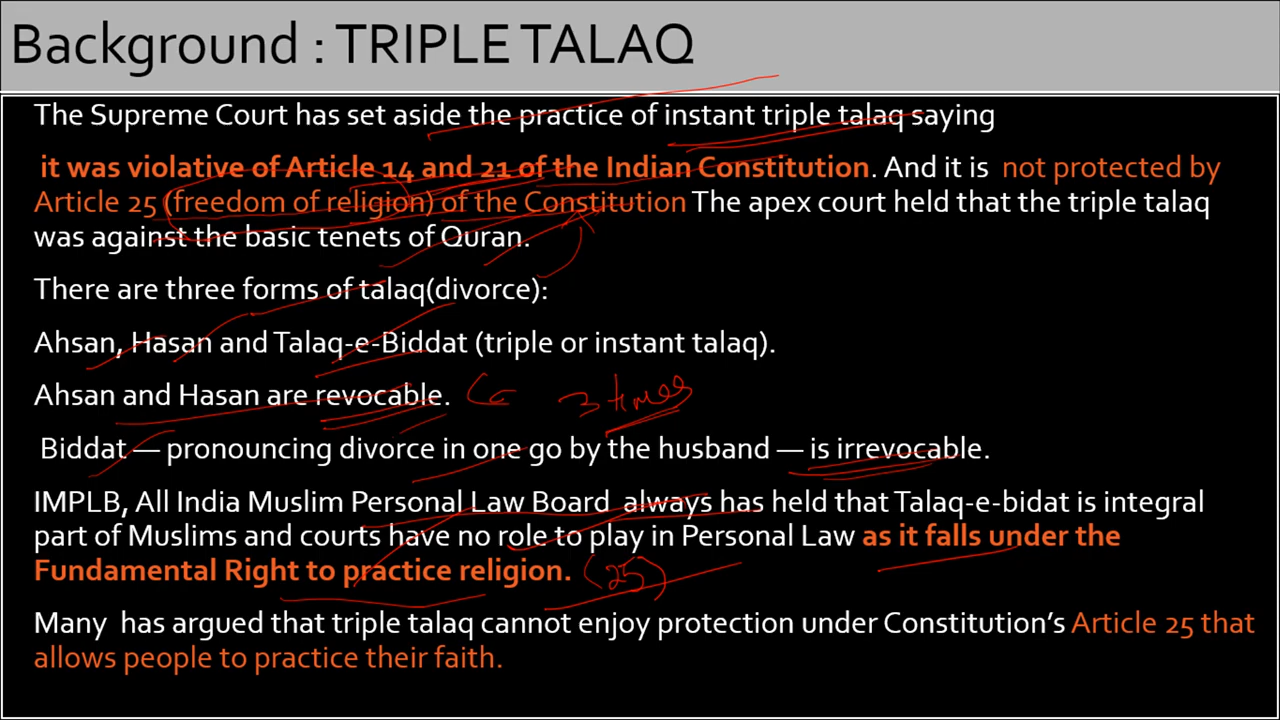 Background : TRIPLE TALAQ
The Supreme Court has set aside the practice of instant triple talaq saying
it was violative of Article 14 and 21 of the Indian Constitution. And it is not protected by
Article 25 (freedom of religion) of the Constitution The apex court held that the triple talaq
was against the basic tenets of Quran.
There are three forms of talaq(divorce):
Ahsan, Hasan and Talaq-e-Biddat (triple or instant talaq).
Ahsan and Hasan are revocable. 3 times
Biddat — pronouncing divorce in one go by the husband — is irrevocable.
IMPLB, All India Muslim Personal Law Board always has held that Talaq-e-bidat is integral
part of Muslims and courts have no role to play in Personal Law as it falls under the
Fundamental Right to practice religion. (25)
Many has argued that triple talaq cannot enjoy protection under Constitution's Article 25 that
allows people to practice their faith.